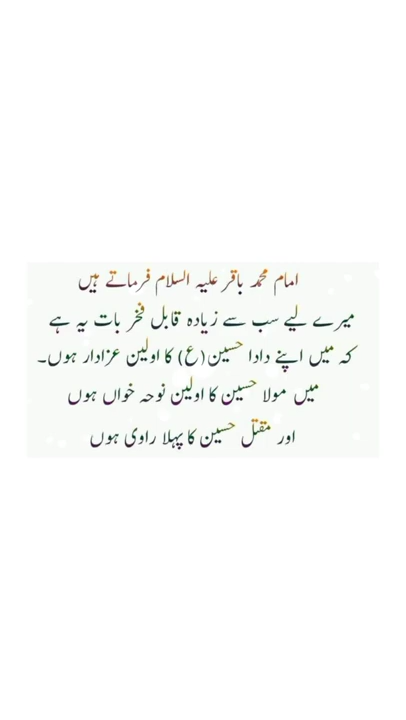 امام محمد باقر علیہ السلام فرماتے ہیں
میرے لیے سب سے زیادہ قابل فخر بات یہ ہے
کہ میں اپنے دادا حسین (ع) کا اولین عزادار ہوں۔
میں مولا حسین کا اولین نوحہ خواں ہوں
اور مقتل حسین کا پہلا راوی ہوں